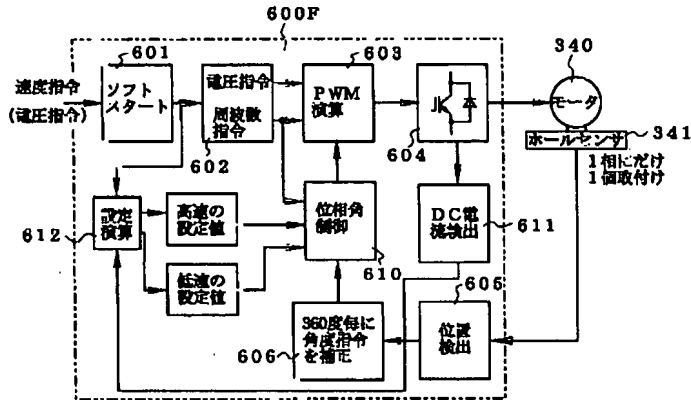 600F
601
603
340
速度指令
(電圧指令)
ソフト
スタート
電圧指令
周波数
指令
602
PWM
演算
604
モータ
ホールセンサ
341
1相にだけ
1個取付け
設定
演算
612
高速の
設定値
低速の
設定値
位相角
制御
610
DC電
流検出
611
605
360度毎に
角度指令
を補正
606
位置
検出